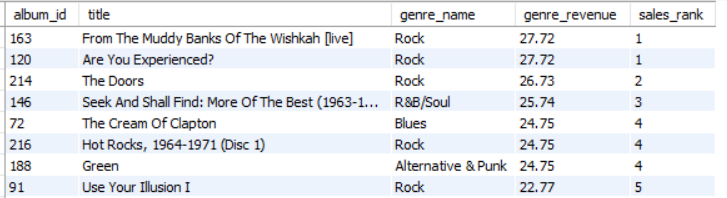 album_id title genre_name genre_revenue sales_rank
163 From The Muddy Banks Of The Wishkah [live] Rock 27.72 1
120 Are You Experienced? Rock 27.72 1
214 The Doors Rock 26.73 2
146 Seek And Shall Find: More Of The Best (1963-1... R&B/Soul 25.74 3
72 The Cream Of Clapton Blues 24.75 4
216 Hot Rocks, 1964-1971 (Disc 1) Rock 24.75 4
188 Green Alternative & Punk 24.75 4
91 Use Your Illusion I Rock 22.77 5